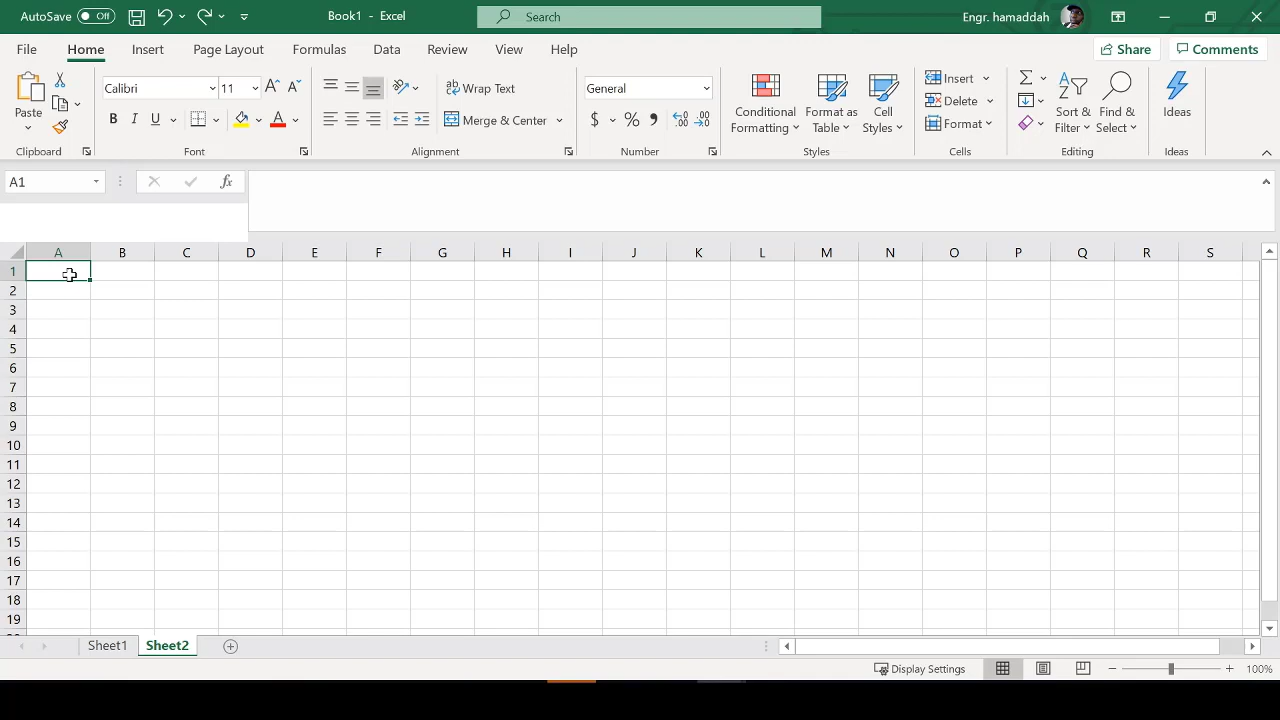 AutoSave Off Book1 - Excel Search Engr. hamaddah
File Home Insert Page Layout Formulas Data Review View Help Share Comments
Calibri 11 ab Wrap Text General Insert
Paste B I U Merge & Center $ % Conditional Formatting Format as Table Cell Styles Delete Format Sort & Filter Find & Select Ideas
Clipboard Font Alignment Number Styles Cells Editing Ideas
A1 fx
A B C D E F G H I J K L M N O P Q R S
1
2
3
4
5
6
7
8
9
10
11
12
13
14
15
16
17
18
19
Sheet1 Sheet2
Display Settings 100%